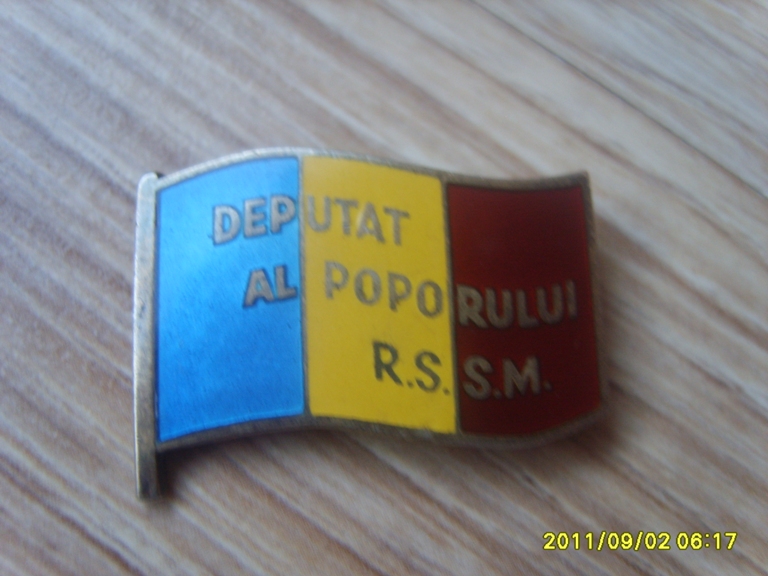 DEPUTAT
AL POPORULUI
R.S.S.M.
2011/09/02 06:17